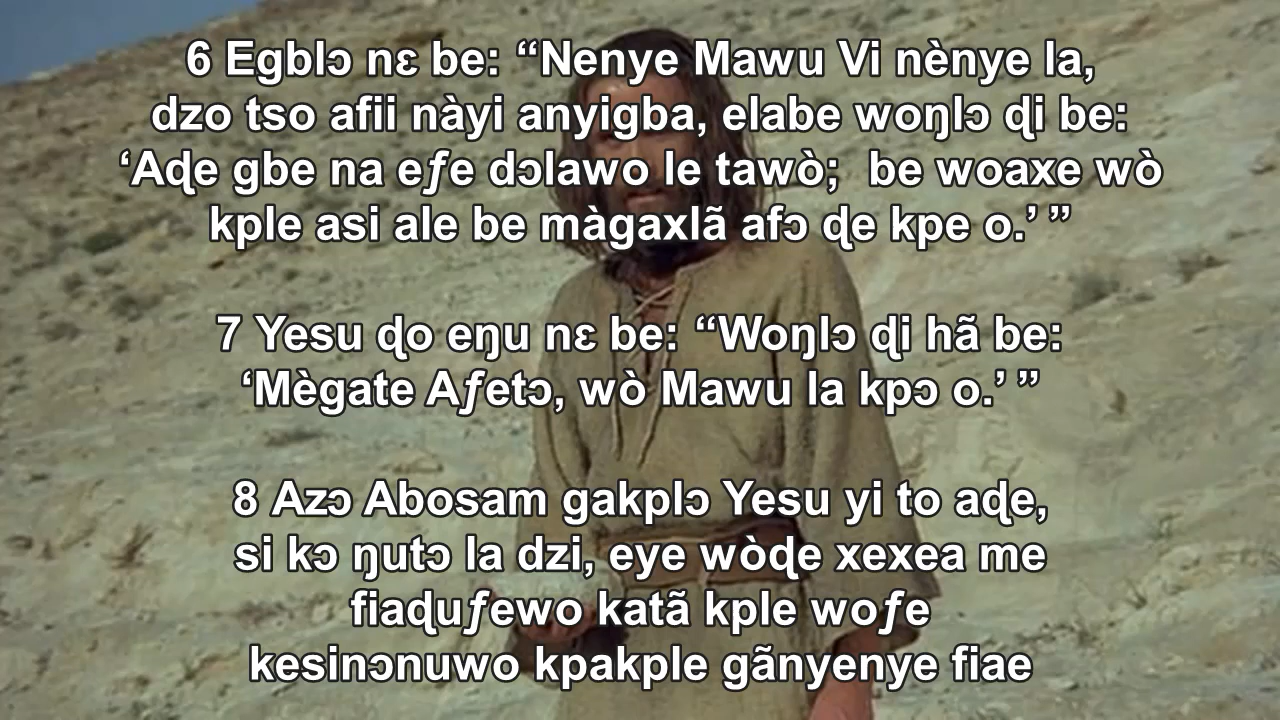 6 Egblɔ nɛ be: “Nenye Mawu Vi nènye la,
dzo tso afii nàyi anyigba, elabe woŋlɔ ɖi be:
‘Aɖe gbe na eƒe dɔlawo le tawò;  be woaxe wò
kple asi ale be màgaxlã afɔ ɖe kpe o.’ ”
7 Yesu ɖo eŋu nɛ be: “Woŋlɔ ɖi hã be:
‘Mègate Aƒetɔ, wò Mawu la kpɔ o.’ ”
8 Azɔ Abosam gakplɔ Yesu yi to aɖe,
si kɔ ŋutɔ la dzi, eye wòɖe xexea me
fiaɖuƒewo katã kple woƒe
kesinɔnuwo kpakple gãnyenye fiae